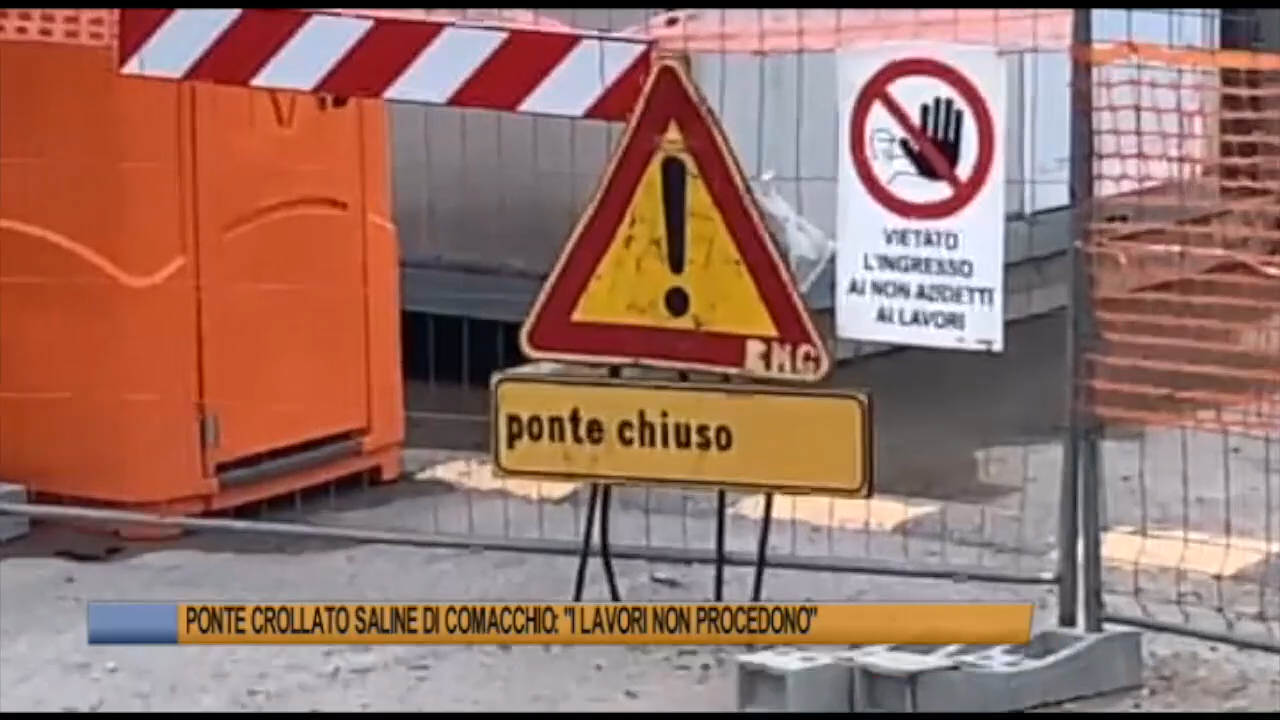 VIETATO
L'INGRESSO
AI NON ADDETTI
AI LAVORI
RMG
ponte chiuso
PONTE CROLLATO SALINE DI COMACCHIO: "I LAVORI NON PROCEDONO"